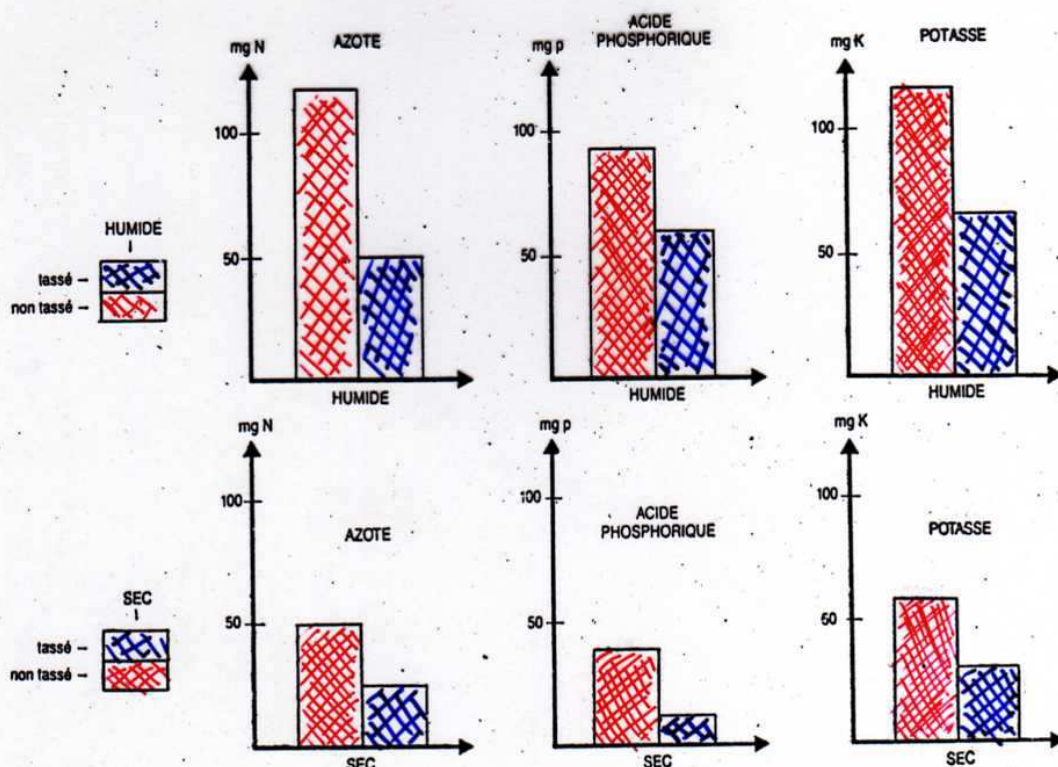 mg N
AZOTE
100
50
HUMIDE
mg p
ACIDE
PHOSPHORIQUE
100
50
HUMIDE
mg K
POTASSE
100
50
HUMIDE
HUMIDE
tassé
non tassé
mg N
100
AZOTE
50
SEC
mg p
100
ACIDE
PHOSPHORIQUE
50
SEC
mg K
100
POTASSE
50
SEC
SEC
tassé
non tassé